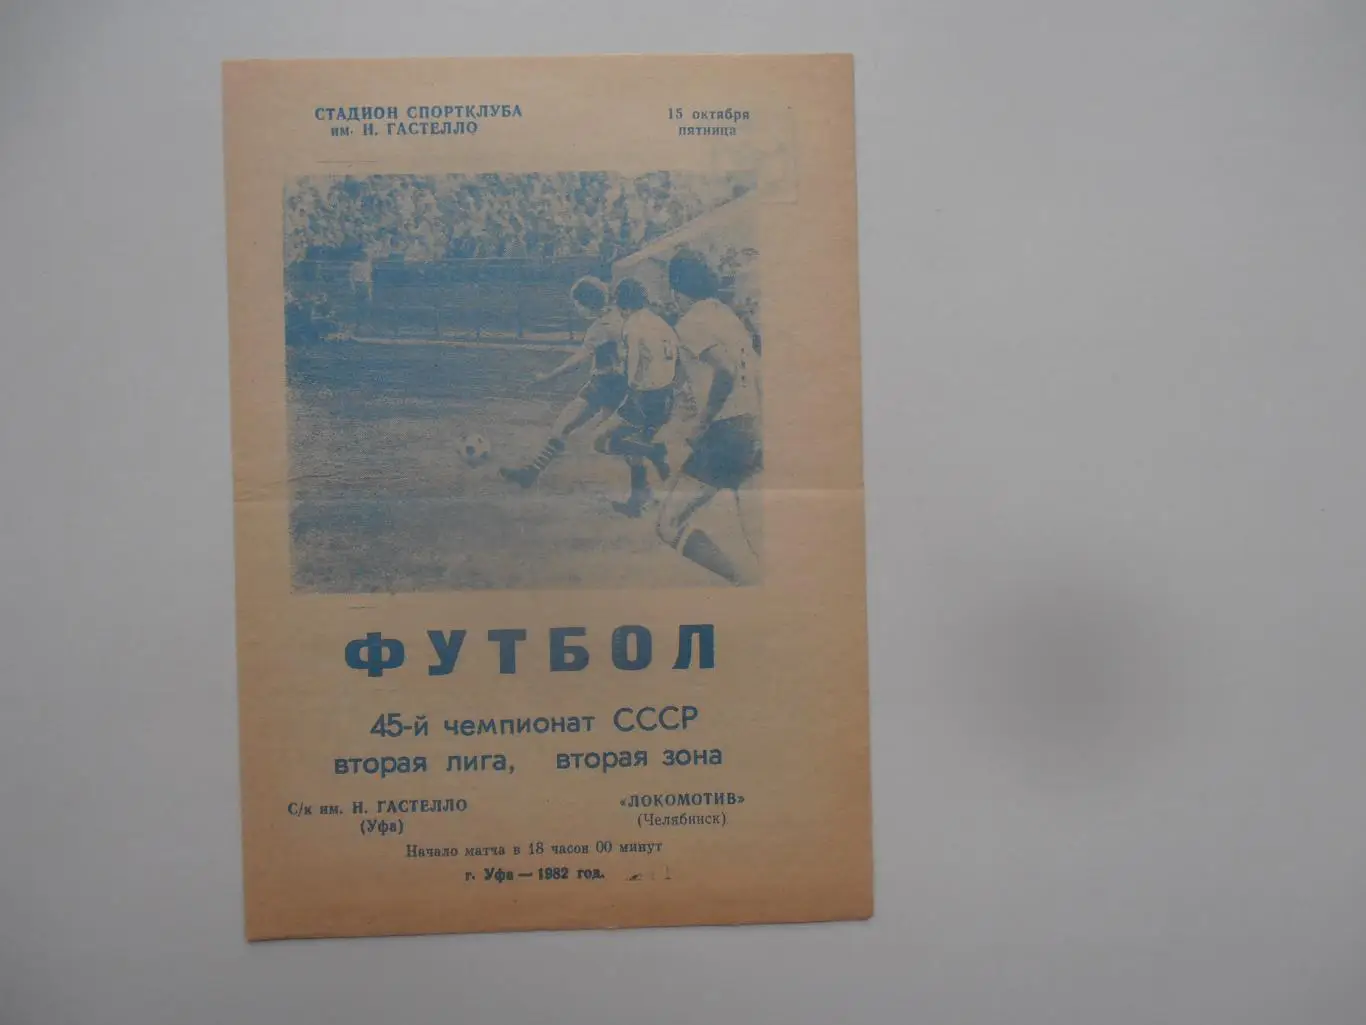 СТАДИОН СПОРТКЛУБА
им. Н. ГАСТЕЛЛО
15 октября
пятница
ФУТБОЛ
45-й чемпионат СССР
вторая лига, вторая зона
С/к им. Н. ГАСТЕЛЛО
(Уфа)
«ЛОКОМОТИВ»
(Челябинск)
Начало матча в 18 часов 00 минут
г. Уфа — 1982 год.